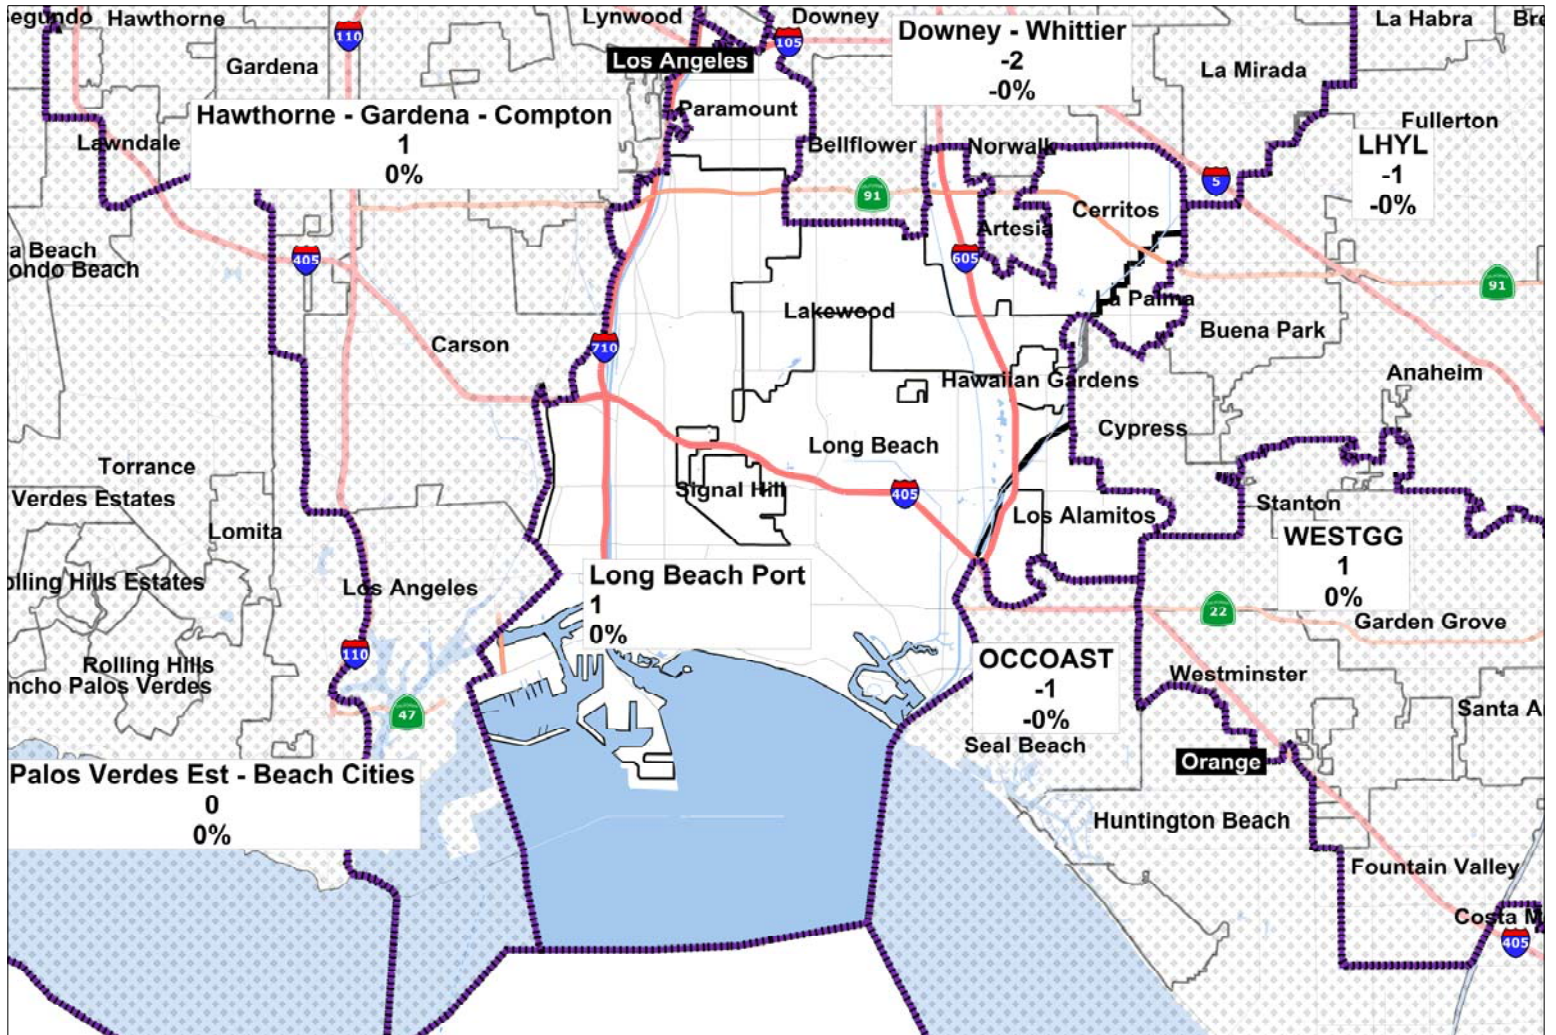 Segundo
Hawthorne
110
Lynwood
105
Downey
La Habra
Bre
Gardena
Los Angeles
Downey - Whittier
-2
-0%
La Mirada
Hawthorne - Gardena - Compton
1
0%
Paramount
Fullerton
Lawndale
Bellflower
Norwalk
LHYL
-1
-0%
91
5
Cerritos
Artesia
a Beach
ondo Beach
405
605
91
La Palma
Lakewood
Buena Park
Carson
710
Hawaiian Gardens
Anaheim
Cypress
Long Beach
Torrance
Verdes Estates
Signal Hill
405
Stanton
Los Alamitos
Lomita
WESTGG
1
0%
olling Hills Estates
Los Angeles
Long Beach Port
1
0%
22
Garden Grove
110
Rolling Hills
ncho Palos Verdes
OCCOAST
-1
-0%
Westminster
47
Santa A
Seal Beach
Orange
Palos Verdes Est - Beach Cities
0
0%
Huntington Beach
Fountain Valley
Costa M
405